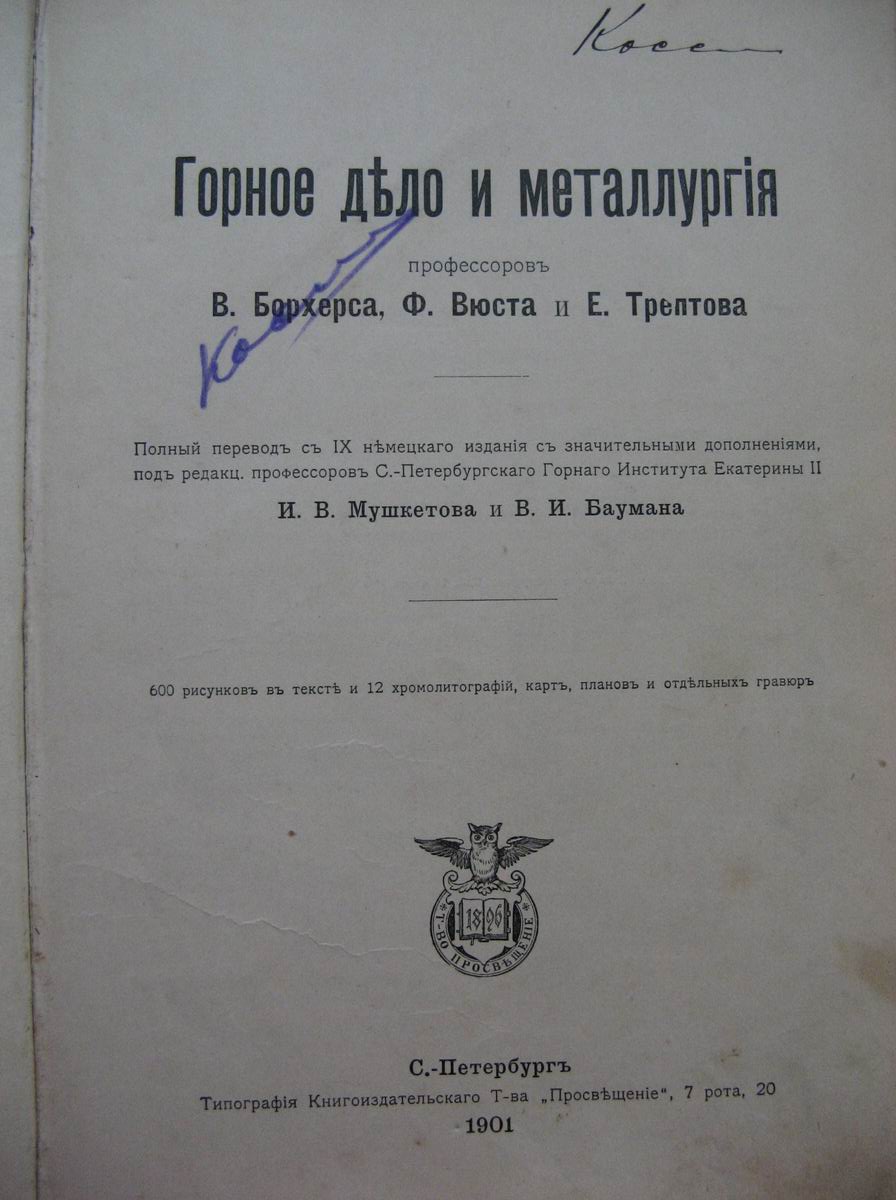 Горное дѣло и металлургія
профессоровъ
В. Борхерса, Ф. Вюста и Е. Трептова
Полный переводъ съ IX нѣмецкаго изданія съ значительными дополненіями,
подъ редакц. профессоровъ С.-Петербургскаго Горнаго Института Екатерины II
И. В. Мушкетова и В. И. Баумана
600 рисунковъ въ текстѣ и 12 хромолитографій, картъ, плановъ и отдѣльныхъ гравюръ
1896
* Т-ВО ПРОСВѢЩЕНІЕ *
С.-Петербургъ
Типографія Книгоиздательскаго Т-ва „Просвѣщеніе“, 7 рота, 20
1901